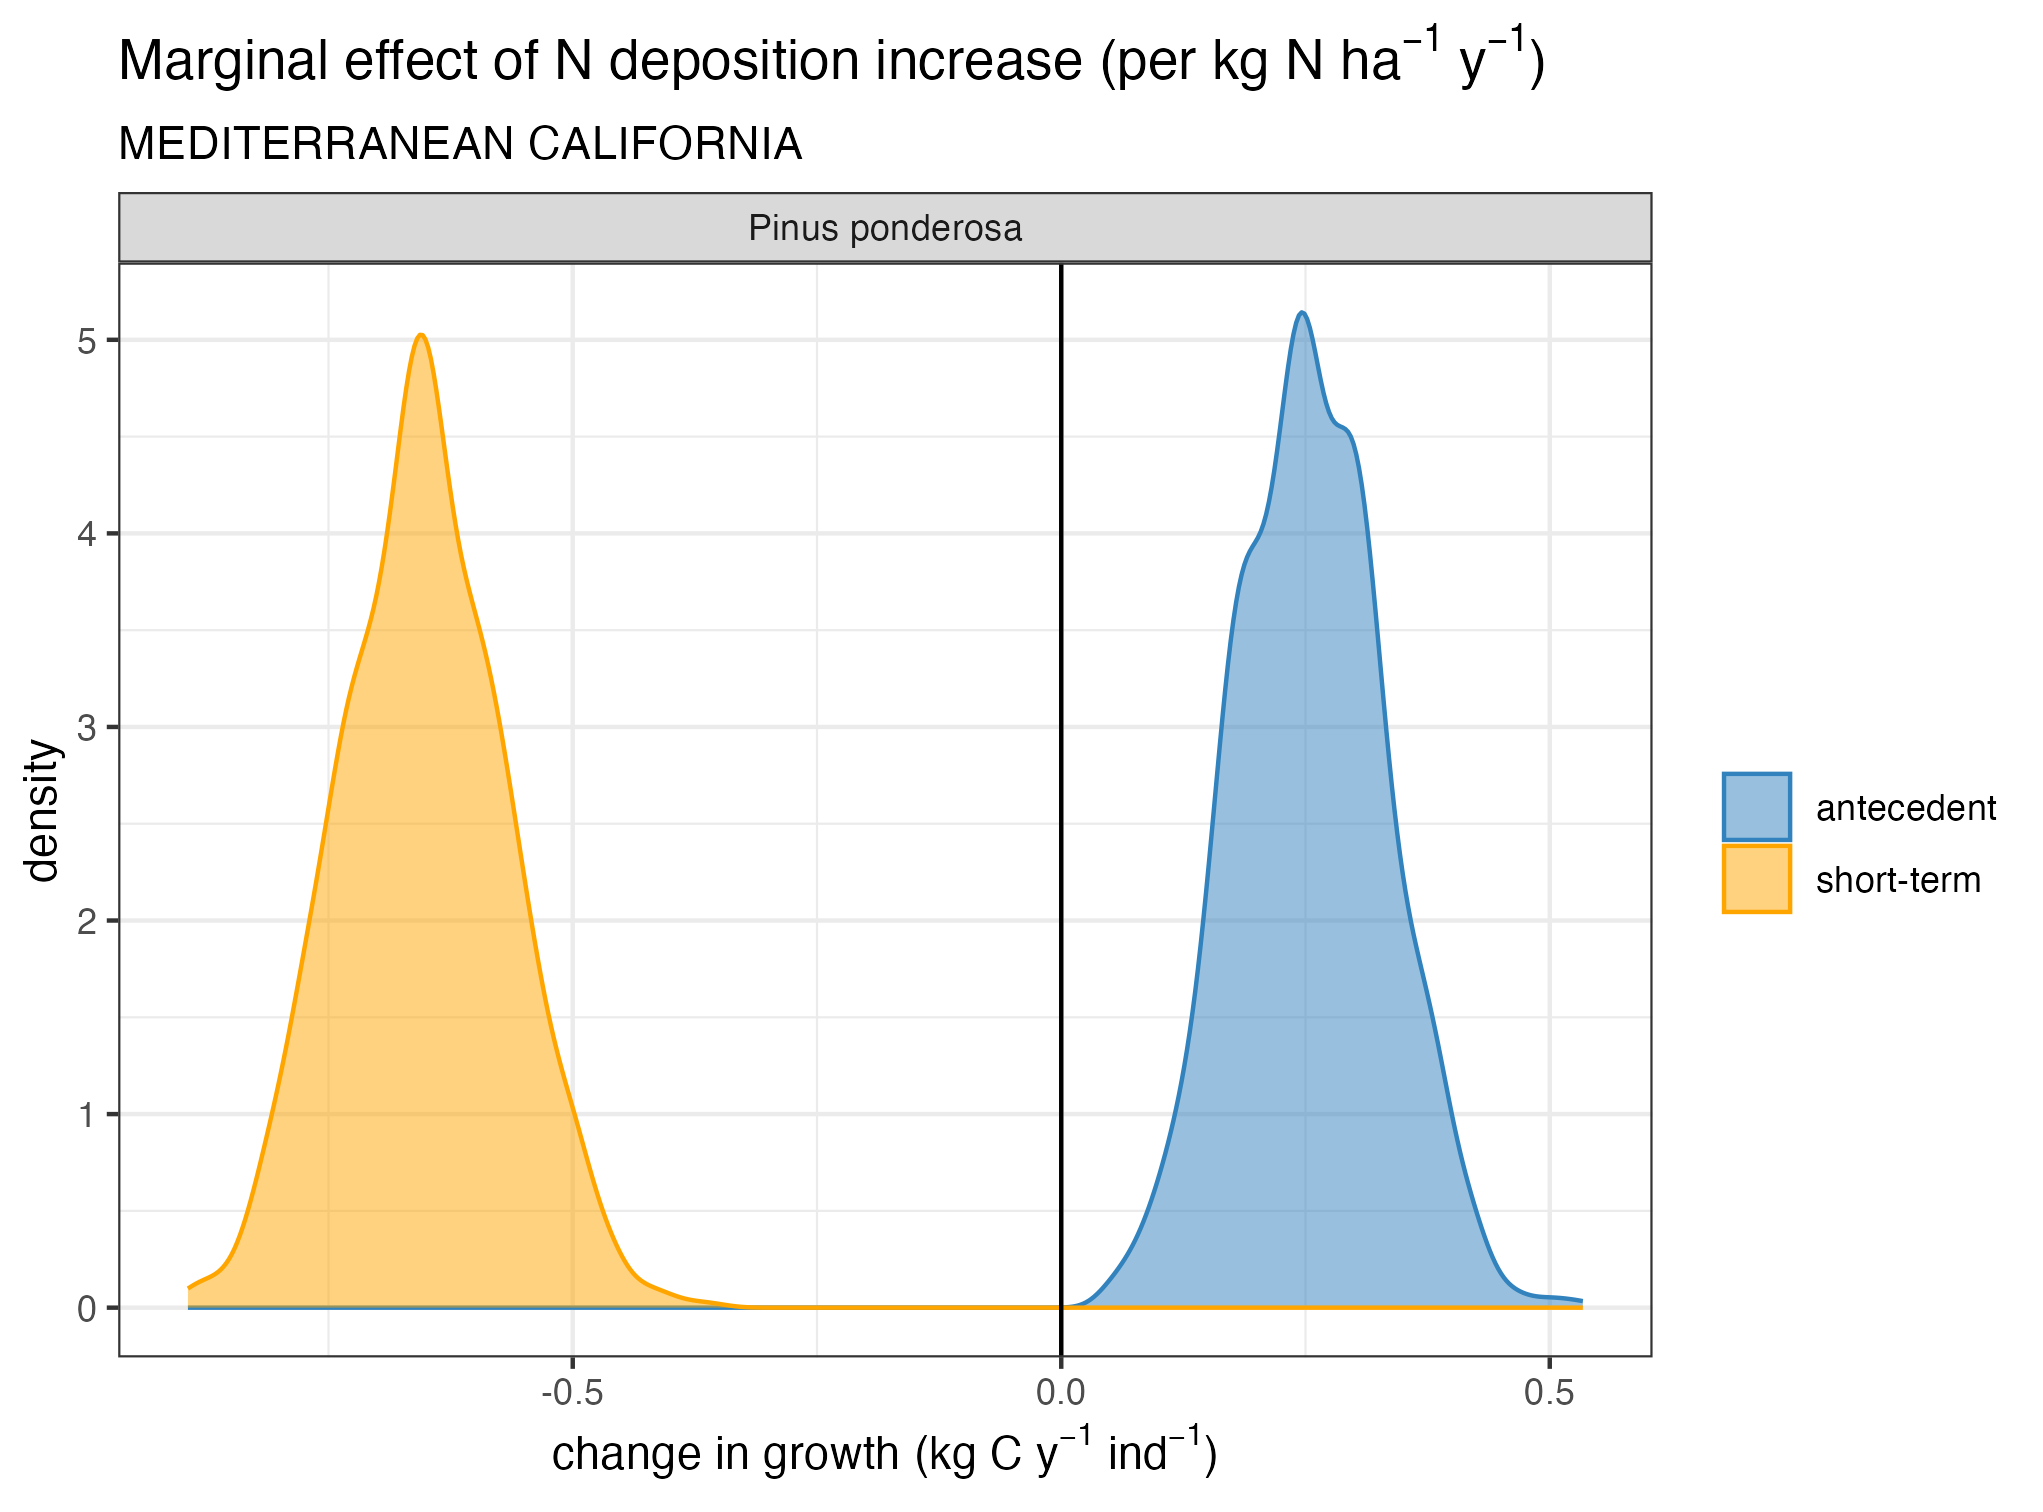 Marginal effect of N deposition increase (per kg N ha⁻¹ y⁻¹)
MEDITERRANEAN CALIFORNIA
Pinus ponderosa
5
4
3
2
1
0
density
-0.5 0.0 0.5
change in growth (kg C y⁻¹ ind⁻¹)
antecedent
short-term